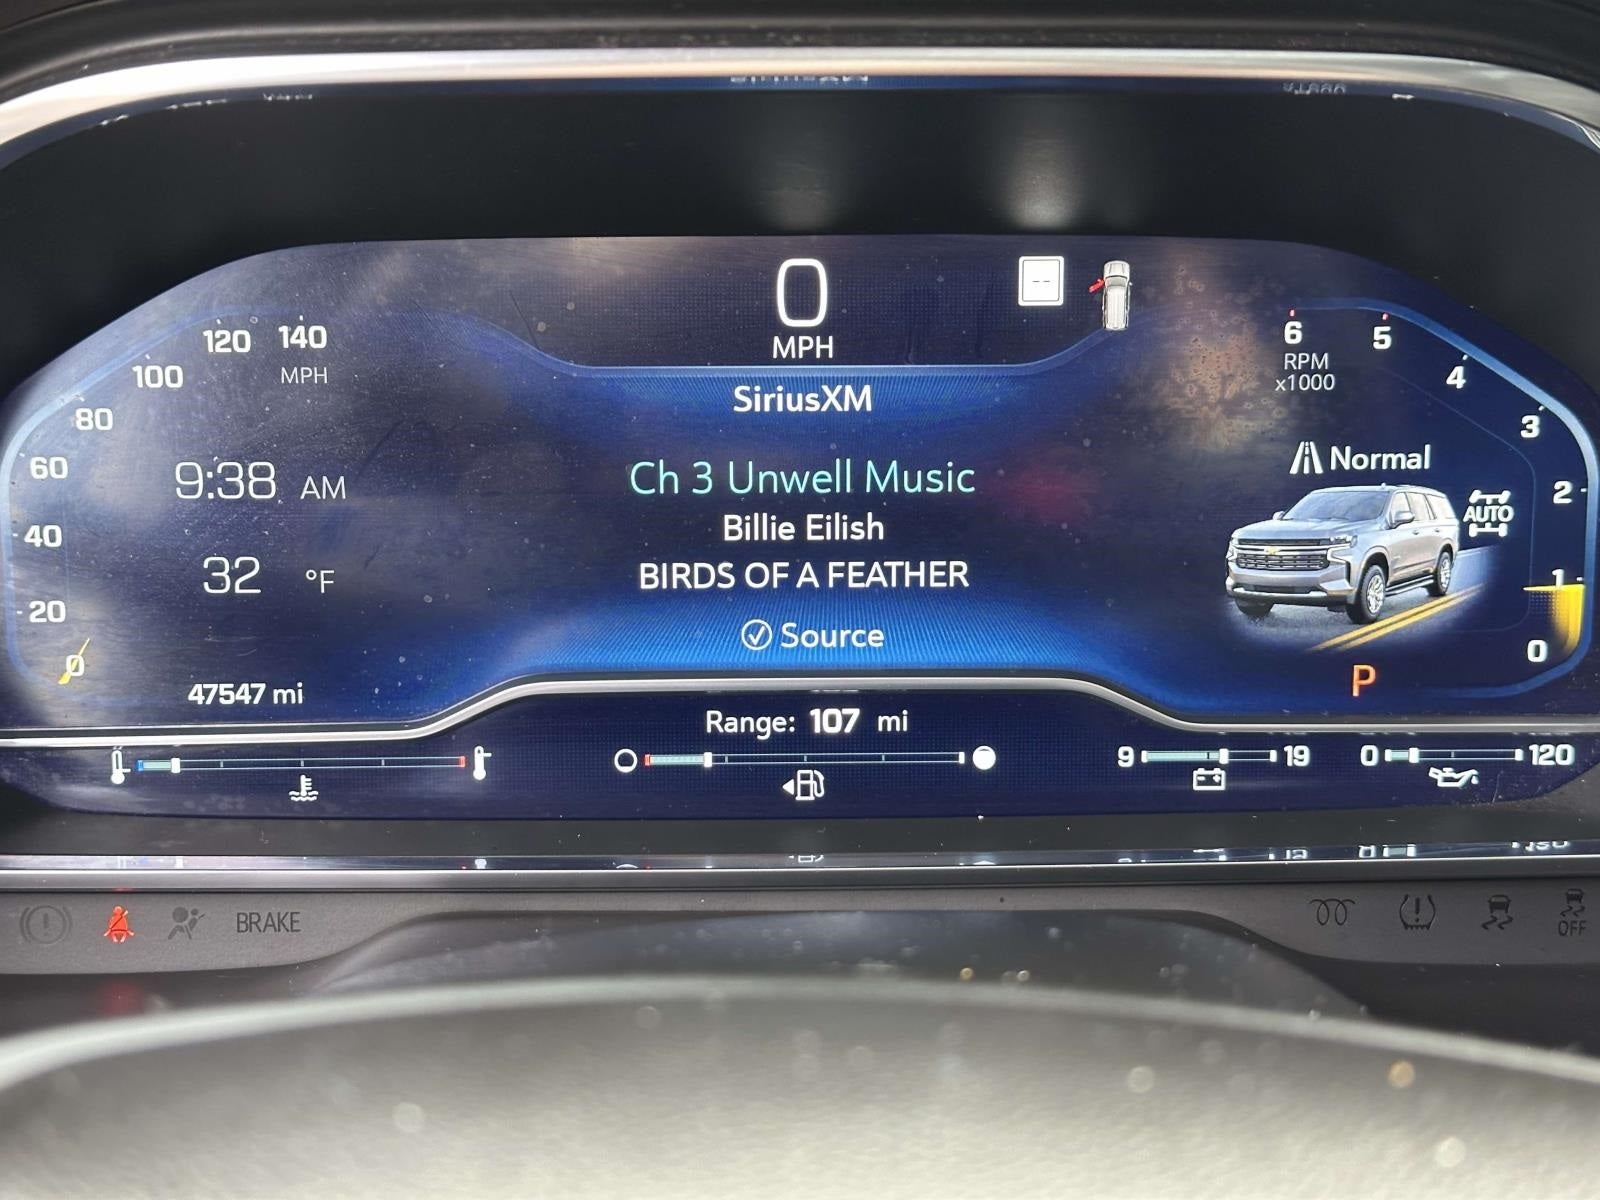 0
MPH
--
120 140
100
MPH
80
60
40
20
0
9:38 AM
32 °F
47547 mi
SiriusXM
Ch 3 Unwell Music
Billie Eilish
BIRDS OF A FEATHER
Source
6 5
RPM
x1000
4
3
2
1
0
Normal
AUTO
P
Range: 107 mi
9 19
0 120
BRAKE
OFF